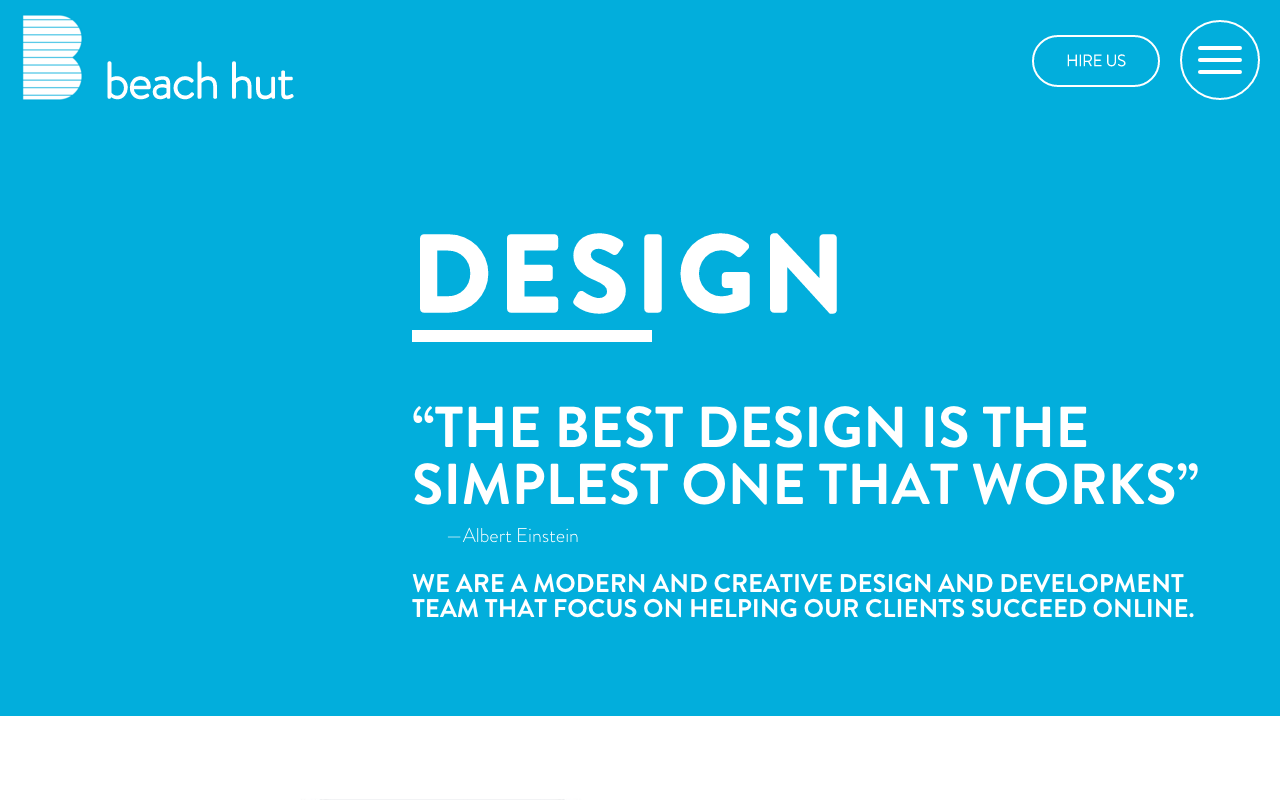 beach hut
HIRE US
DESIGN
“THE BEST DESIGN IS THE
SIMPLEST ONE THAT WORKS”
—Albert Einstein
WE ARE A MODERN AND CREATIVE DESIGN AND DEVELOPMENT
TEAM THAT FOCUS ON HELPING OUR CLIENTS SUCCEED ONLINE.